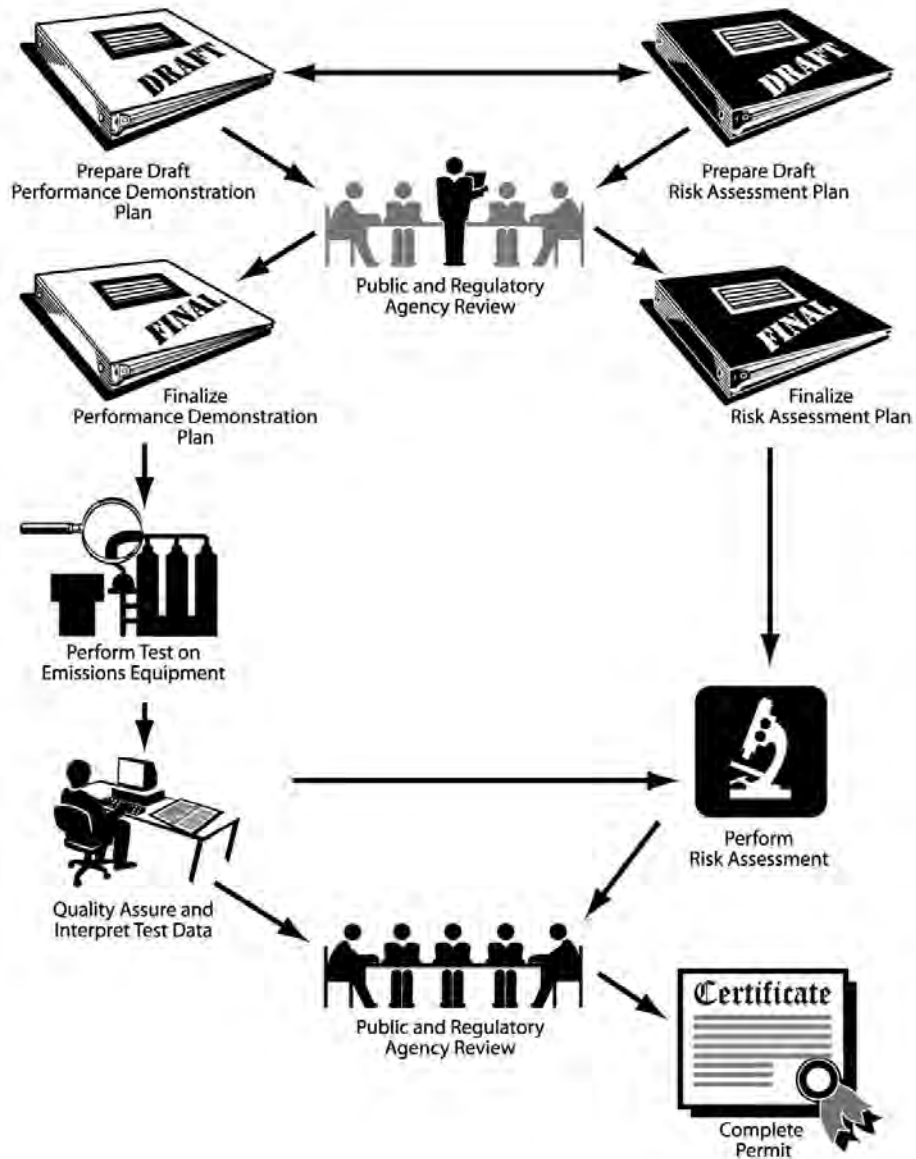 DRAFT
DRAFT
Prepare Draft
Performance Demonstration
Plan
Prepare Draft
Risk Assessment Plan
Public and Regulatory
Agency Review
FINAL
FINAL
Finalize
Performance Demonstration
Plan
Finalize
Risk Assessment Plan
Perform Test on
Emissions Equipment
Perform
Risk Assessment
Quality Assure and
Interpret Test Data
Public and Regulatory
Agency Review
Certificate
Complete
Permit